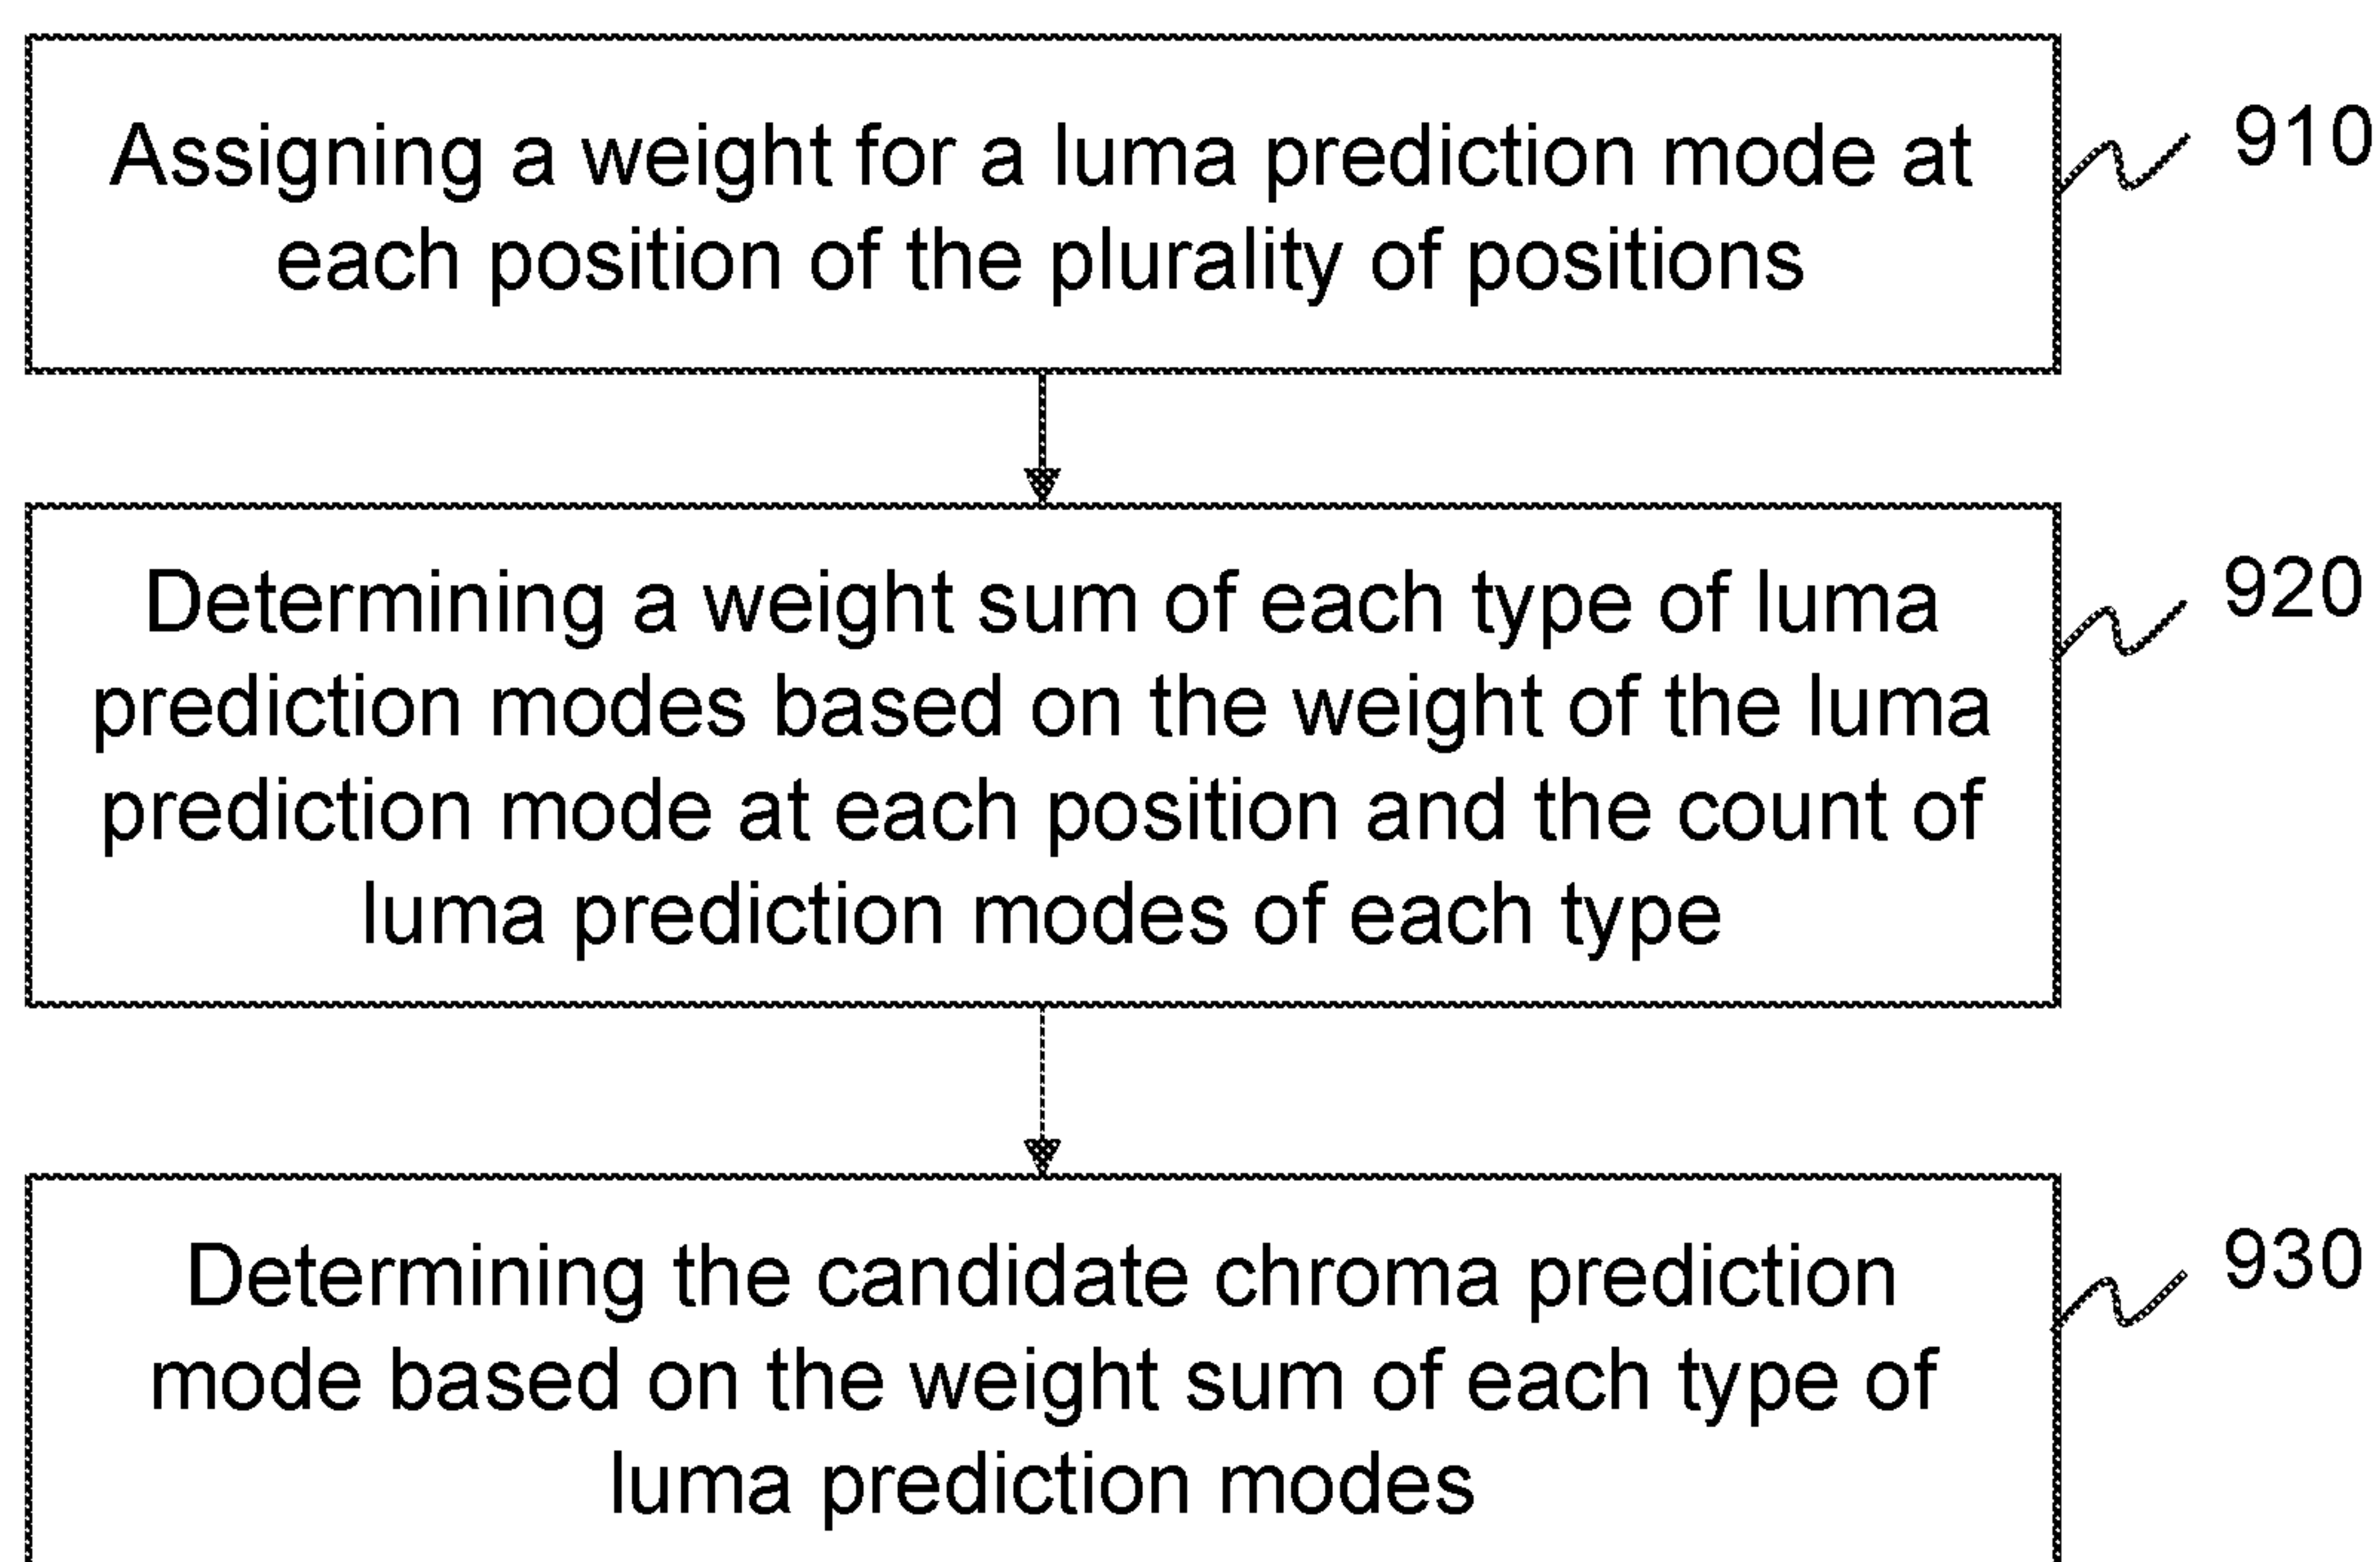 Assigning a weight for a luma prediction mode at
each position of the plurality of positions
910
Determining a weight sum of each type of luma
prediction modes based on the weight of the luma
prediction mode at each position and the count of
luma prediction modes of each type
920
Determining the candidate chroma prediction
mode based on the weight sum of each type of
luma prediction modes
930